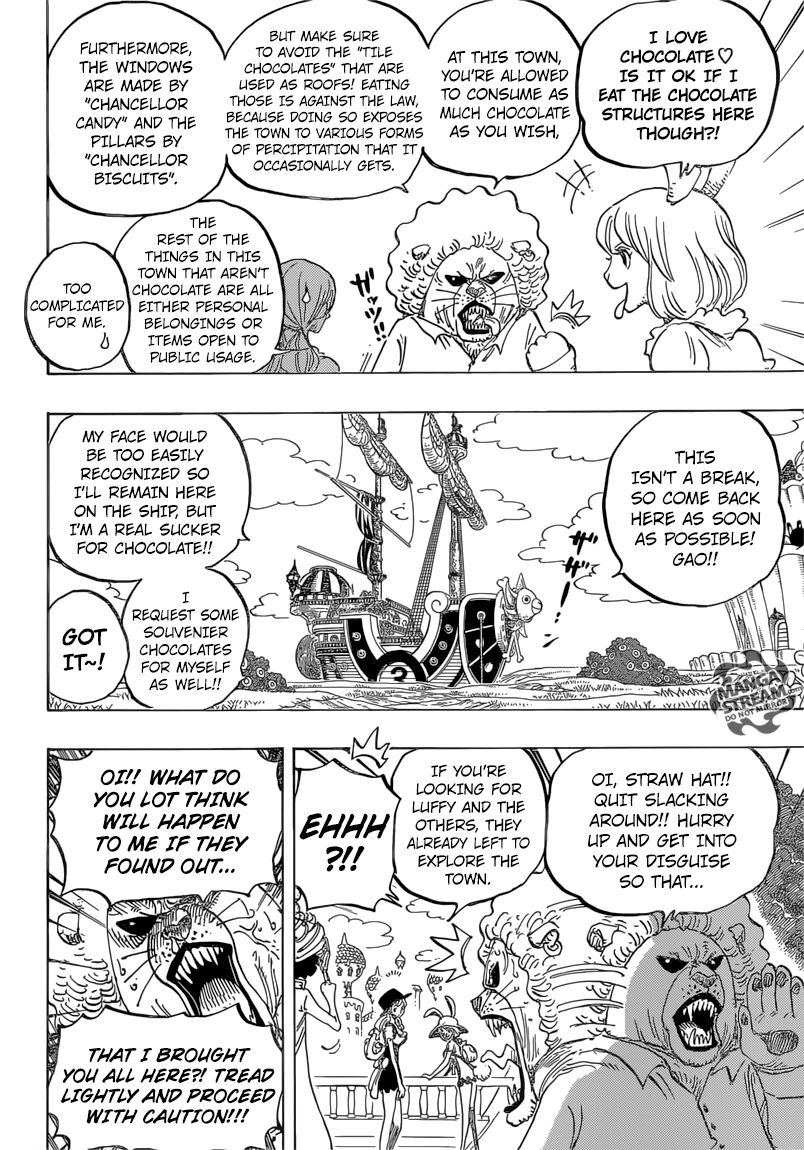 I LOVE
CHOCOLATE♡
IS IT OK IF I
EAT THE CHOCOLATE
STRUCTURES HERE
THOUGH?!
AT THIS TOWN,
YOU'RE ALLOWED
TO CONSUME AS
MUCH CHOCOLATE
AS YOU WISH,
BUT MAKE SURE
TO AVOID THE "TILE
CHOCOLATES" THAT ARE
USED AS ROOFS! EATING
THOSE IS AGAINST THE LAW,
BECAUSE DOING SO EXPOSES
THE TOWN TO VARIOUS FORMS
OF PERCIPITATION THAT IT
OCCASIONALLY GETS.
FURTHERMORE,
THE WINDOWS
ARE MADE BY
"CHANCELLOR
CANDY" AND THE
PILLARS BY
"CHANCELLOR
BISCUITS".
THE
REST OF THE
THINGS IN THIS
TOWN THAT AREN'T
CHOCOLATE ARE ALL
EITHER PERSONAL
BELONGINGS OR
ITEMS OPEN TO
PUBLIC USAGE.
TOO
COMPLICATED
FOR ME.
ガーッ!!
THIS
ISN'T A BREAK,
SO COME BACK
HERE AS SOON
AS POSSIBLE!
GAO!!
MY FACE WOULD
BE TOO EASILY
RECOGNIZED SO
I'LL REMAIN HERE
ON THE SHIP, BUT
I'M A REAL SUCKER
FOR CHOCOLATE!!
I
REQUEST SOME
SOUVENIER
CHOCOLATES
FOR MYSELF
AS WELL!!
GOT
IT~!
3
MANGA
STREAM.COM
DO NOT MIRROR
OI, STRAW HAT!!
QUIT SLACKING
AROUND!! HURRY
UP AND GET INTO
YOUR DISGUISE
SO THAT...
IF YOU'RE
LOOKING FOR
LUFFY AND THE
OTHERS, THEY
ALREADY LEFT TO
EXPLORE THE
TOWN.
EHHH
?!!
OI!! WHAT DO
YOU LOT THINK
WILL HAPPEN
TO ME IF THEY
FOUND OUT...
THAT I BROUGHT
YOU ALL HERE?! TREAD
LIGHTLY AND PROCEED
WITH CAUTION!!!